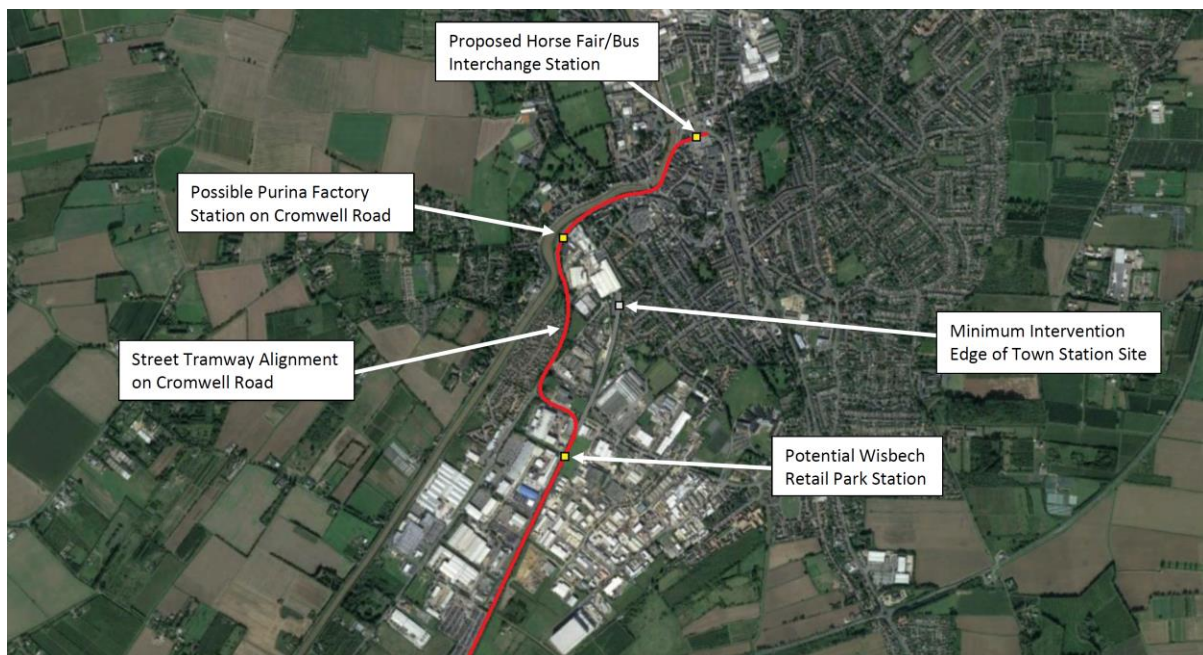 Proposed Horse Fair/Bus
Interchange Station
Possible Purina Factory
Station on Cromwell Road
Street Tramway Alignment
on Cromwell Road
Minimum Intervention
Edge of Town Station Site
Potential Wisbech
Retail Park Station